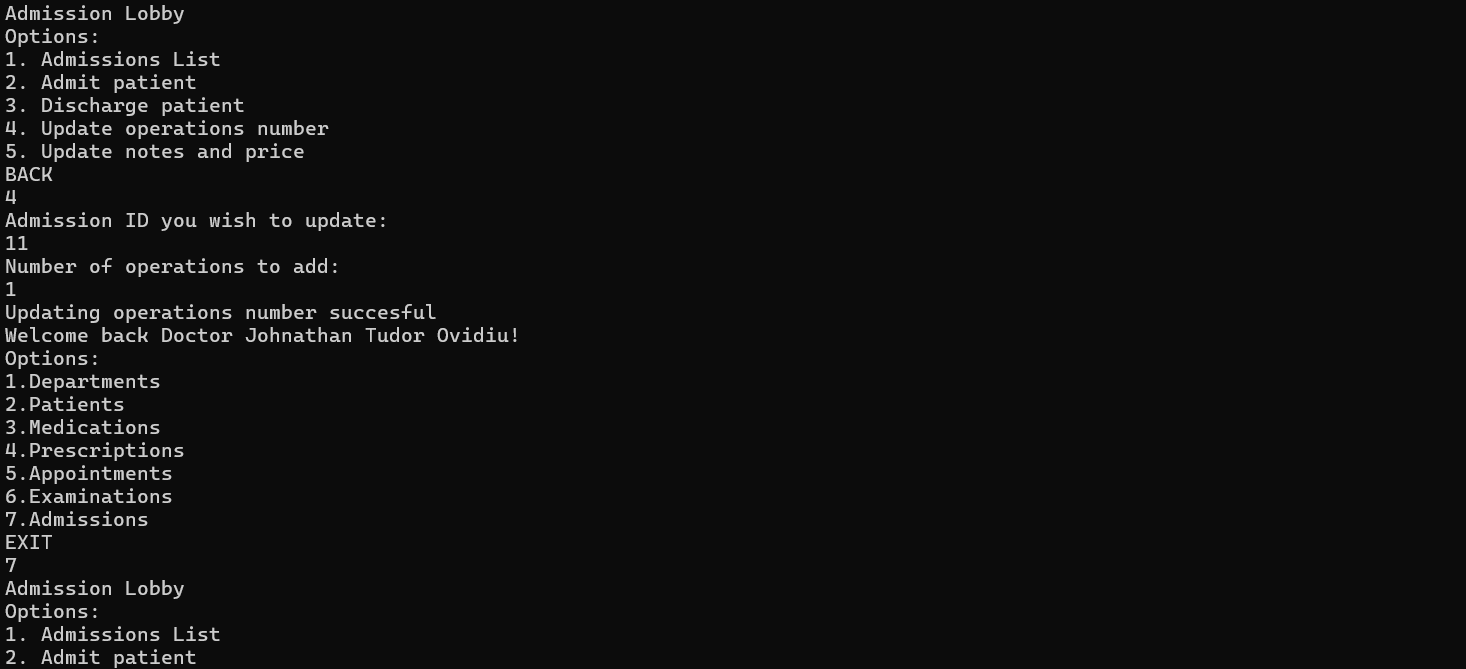 Admission Lobby
Options:
1. Admissions List
2. Admit patient
3. Discharge patient
4. Update operations number
5. Update notes and price
BACK
4
Admission ID you wish to update:
11
Number of operations to add:
1
Updating operations number succesful
Welcome back Doctor Johnathan Tudor Ovidiu!
Options:
1.Departments
2.Patients
3.Medications
4.Prescriptions
5.Appointments
6.Examinations
7.Admissions
EXIT
7
Admission Lobby
Options:
1. Admissions List
2. Admit patient